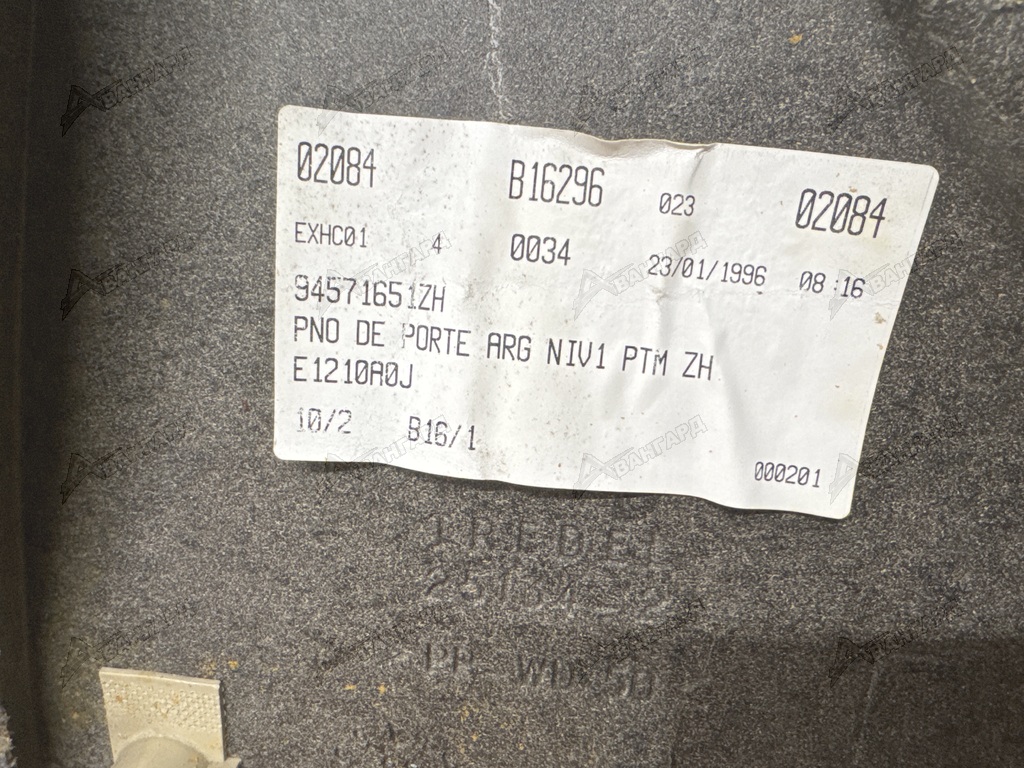 02084 B16296 023 02084
EXHC01 4 0034 23/01/1996 08:16
94571651ZH
PNO DE PORTE ARG NIV1 PTM ZH
E1210A0J
10/2 B16/1
000201
АВАНГАРД